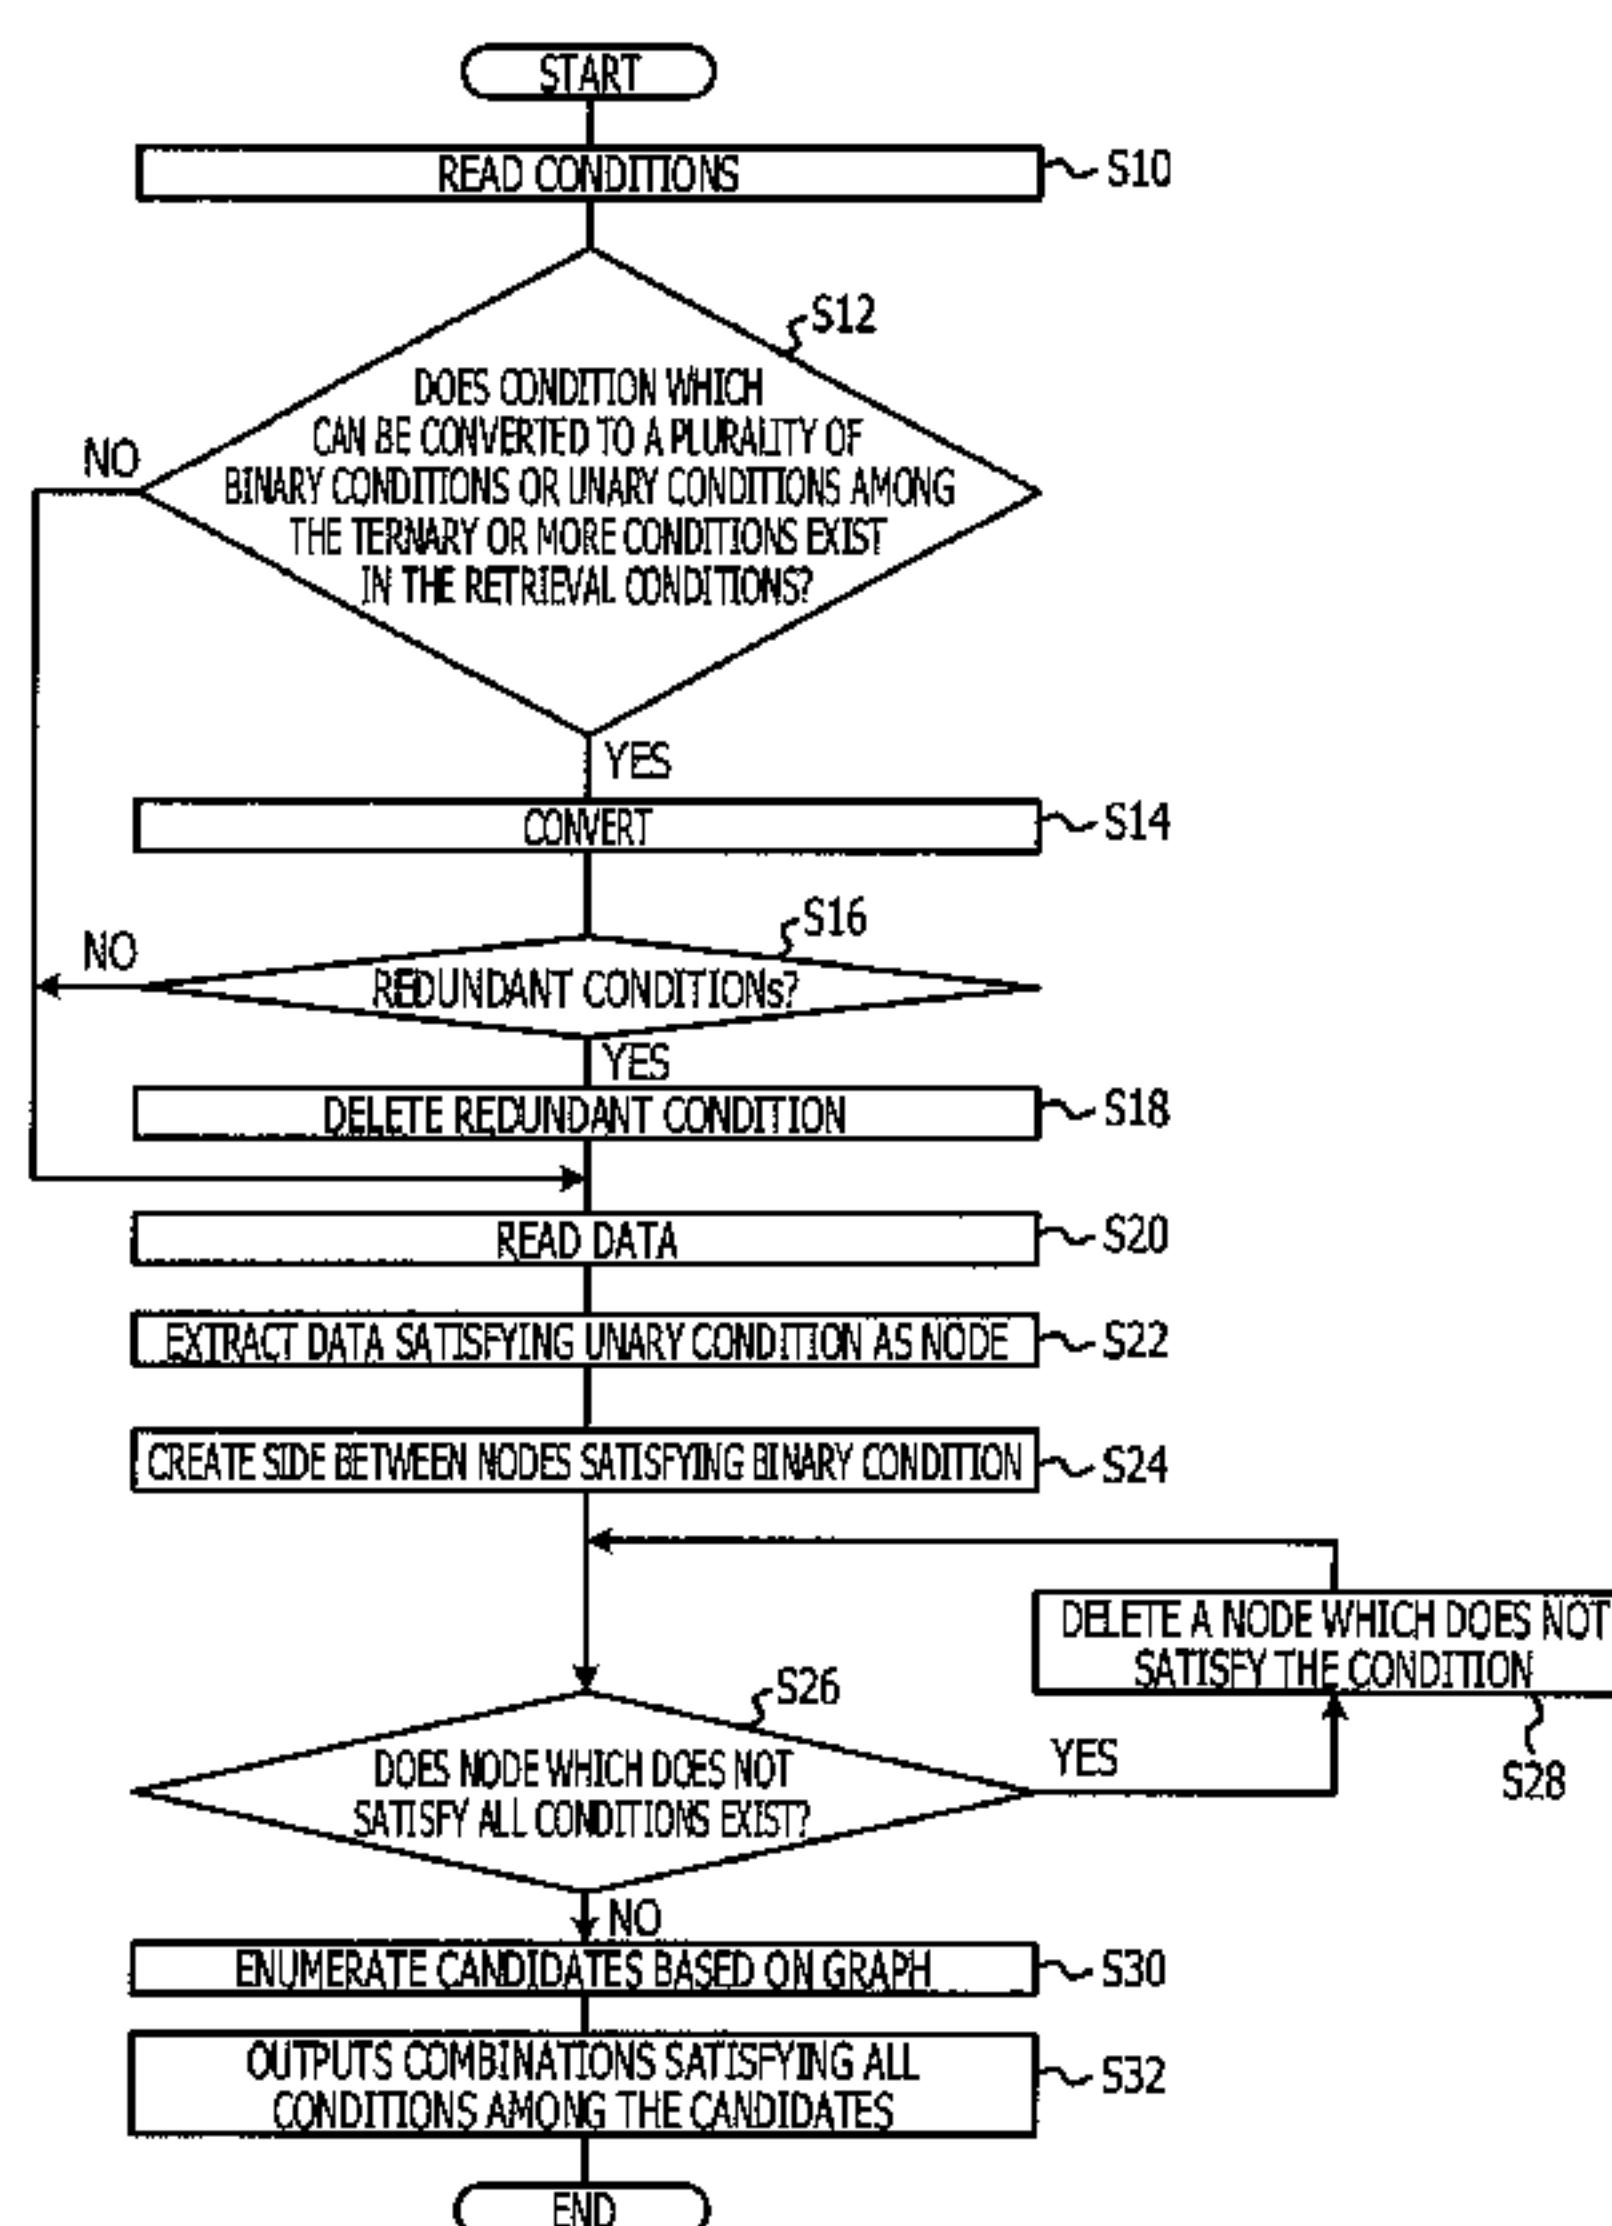 START
READ CONDITIONS
S10
S12
DOES CONDITION WHICH
CAN BE CONVERTED TO A PLURALITY OF
BINARY CONDITIONS OR UNARY CONDITIONS AMONG
THE TERNARY OR MORE CONDITIONS EXIST
IN THE RETRIEVAL CONDITIONS?
NO
YES
CONVERT
S14
S16
NO
REDUNDANT CONDITIONs?
YES
DELETE REDUNDANT CONDITION
S18
READ DATA
S20
EXTRACT DATA SATISFYING UNARY CONDITION AS NODE
S22
CREATE SIDE BETWEEN NODES SATISFYING BINARY CONDITION
S24
DELETE A NODE WHICH DOES NOT
SATISFY THE CONDITION
S28
S26
DOES NODE WHICH DOES NOT
SATISFY ALL CONDITIONS EXIST?
YES
NO
ENUMERATE CANDIDATES BASED ON GRAPH
S30
OUTPUTS COMBINATIONS SATISFYING ALL
CONDITIONS AMONG THE CANDIDATES
S32
END